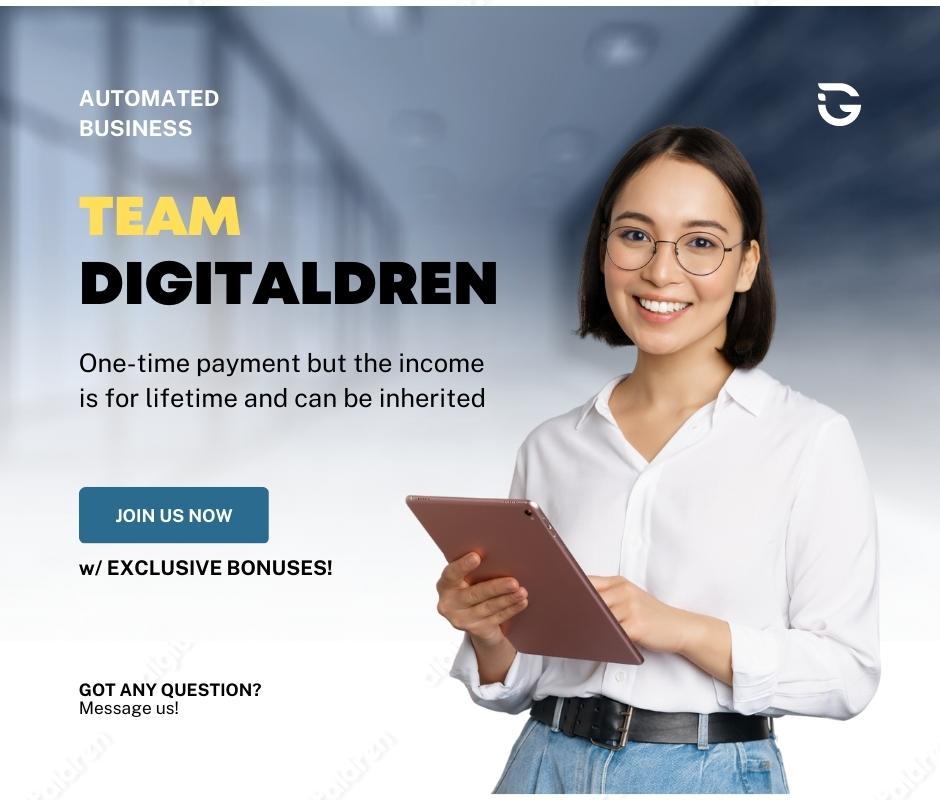 AUTOMATED
BUSINESS
TEAM
DIGITALDREN
One-time payment but the income
is for lifetime and can be inherited
JOIN US NOW
w/ EXCLUSIVE BONUSES!
GOT ANY QUESTION?
Message us!